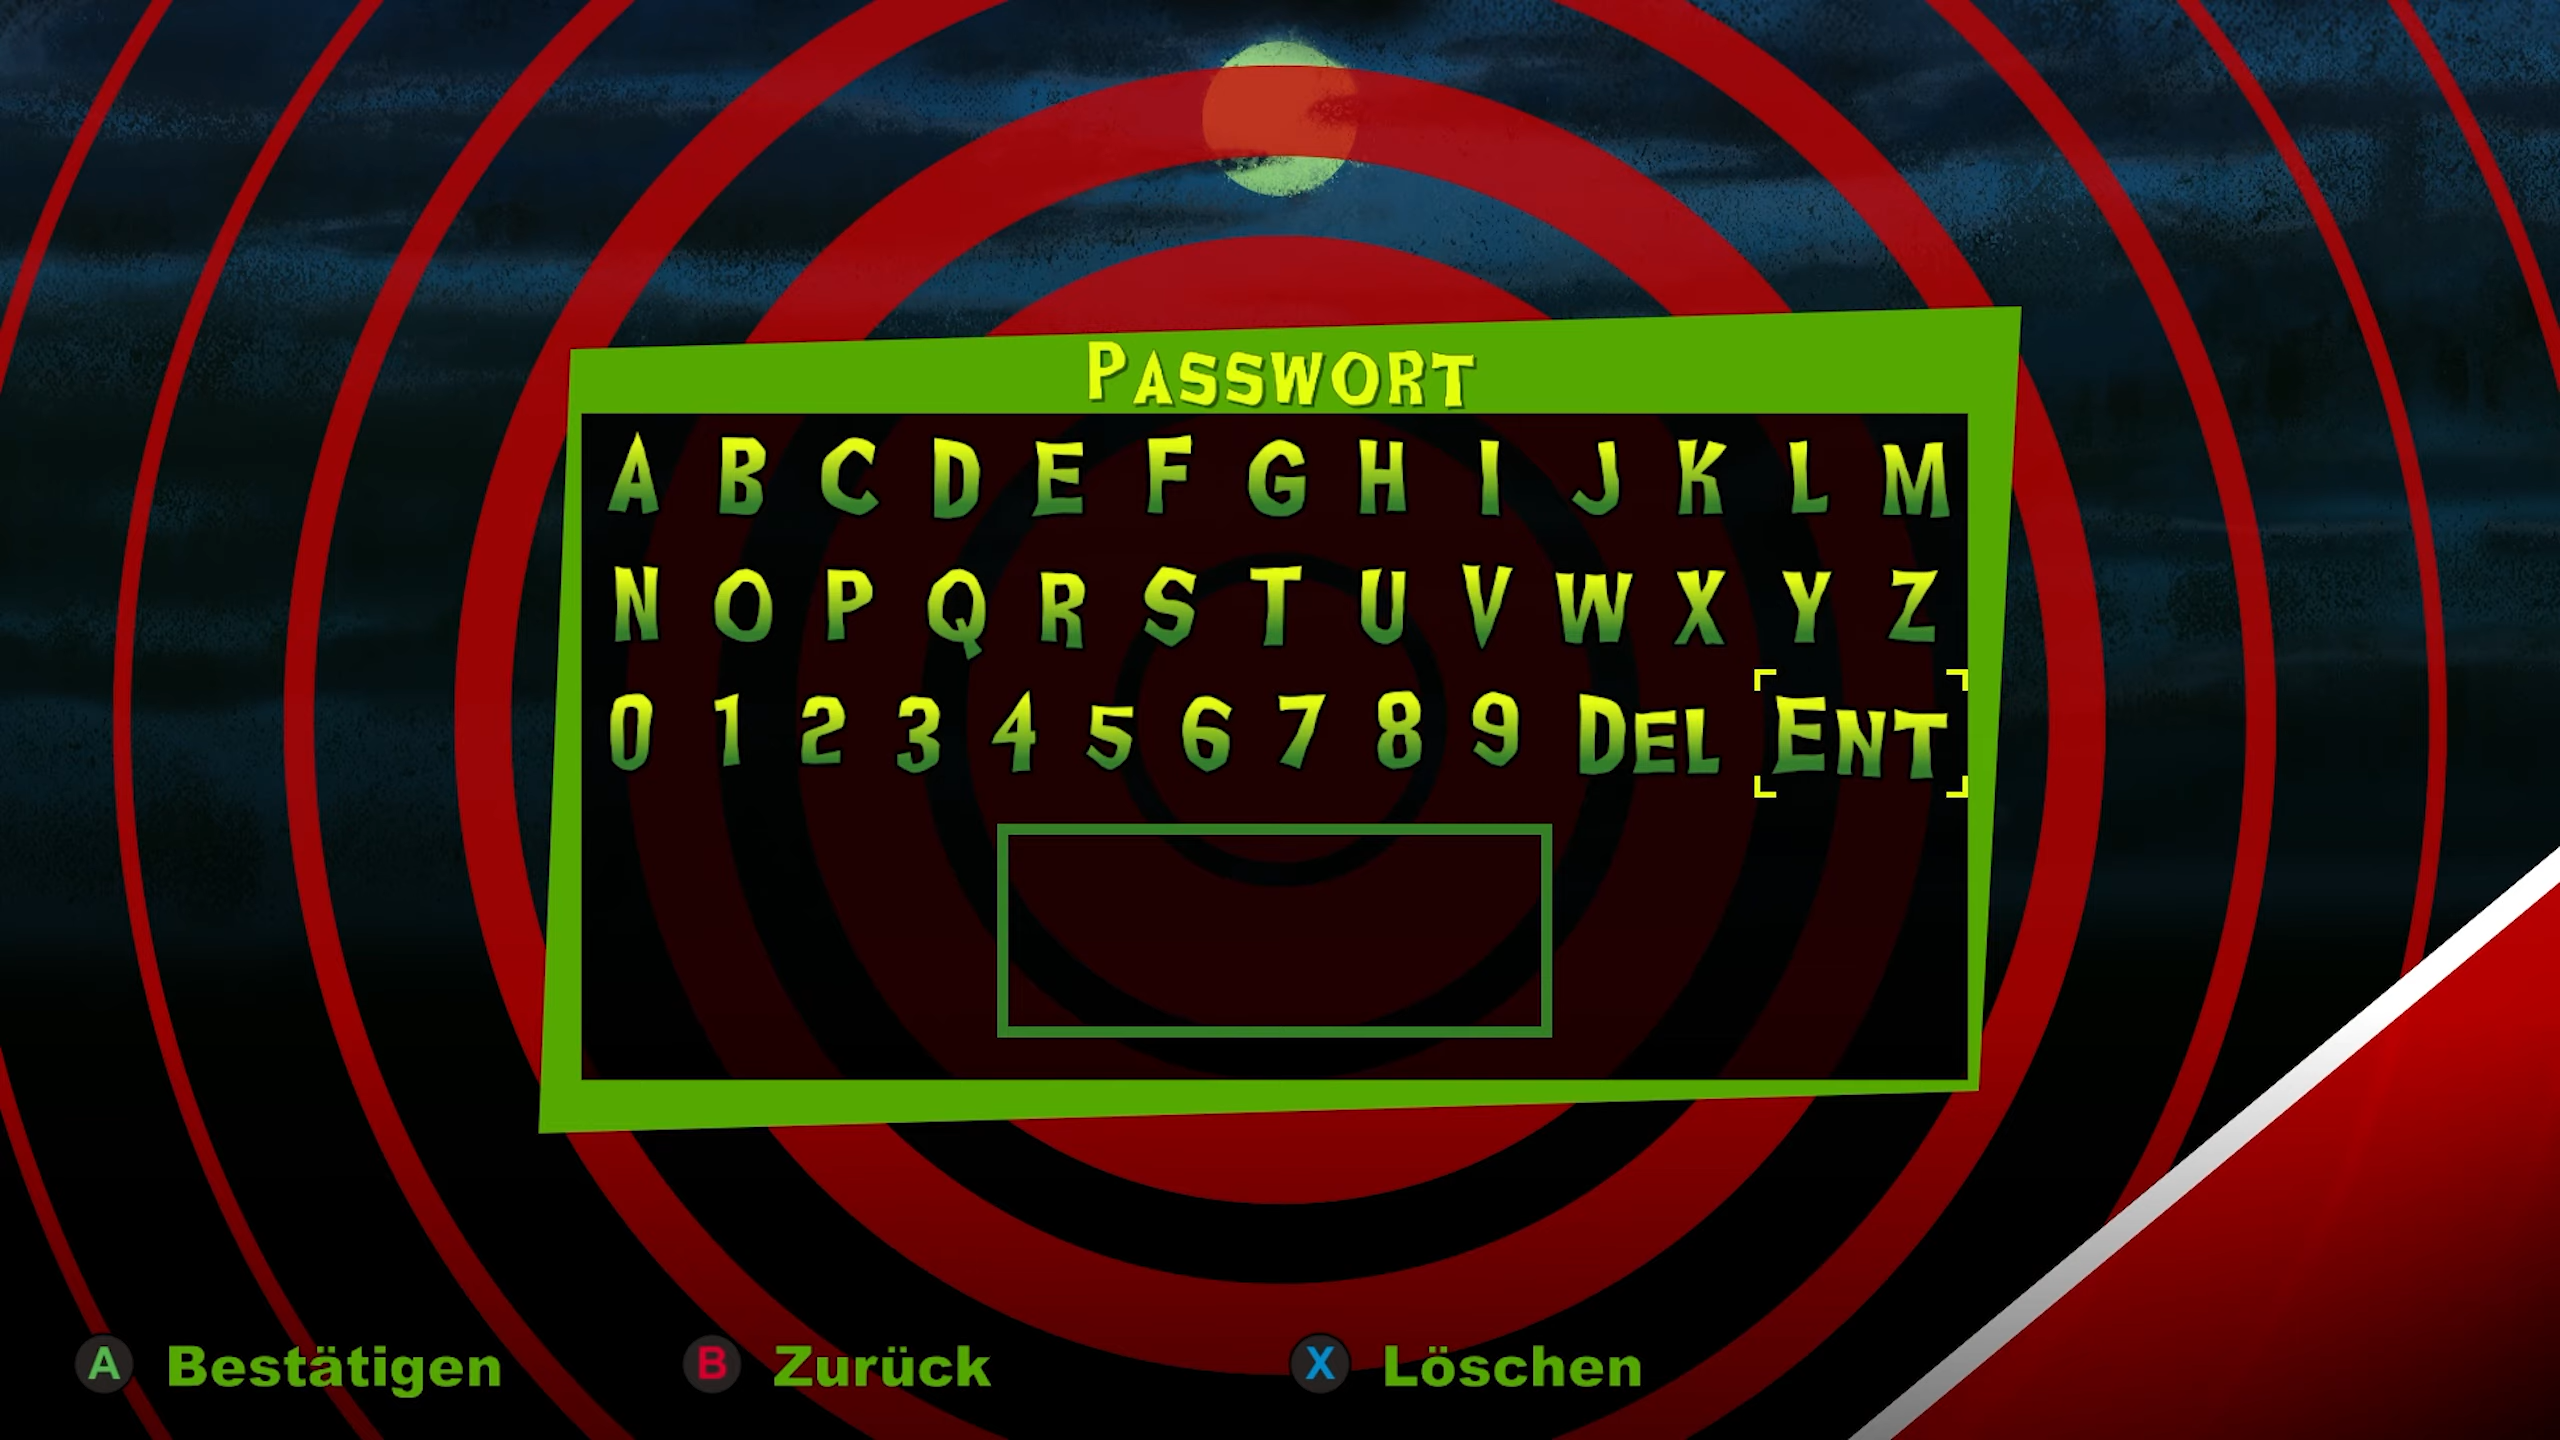 PASSWORT
A B C D E F G H I J K L M
N O P Q R S T U V W X Y Z
0 1 2 3 4 5 6 7 8 9 DEL ENT
A Bestätigen B Zurück X Löschen